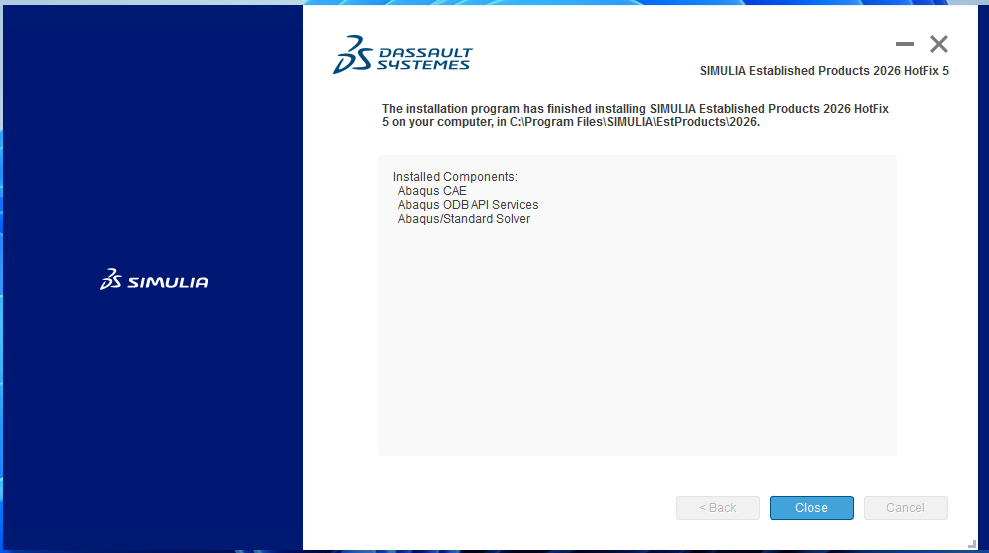 DASSAULT
SYSTEMES
SIMULIA Established Products 2026 HotFix 5
The installation program has finished installing SIMULIA Established Products 2026 HotFix
5 on your computer, in C:\Program Files\SIMULIA\EstProducts\2026.
Installed Components:
Abaqus CAE
Abaqus ODB API Services
Abaqus/Standard Solver
SIMULIA
< Back
Close
Cancel